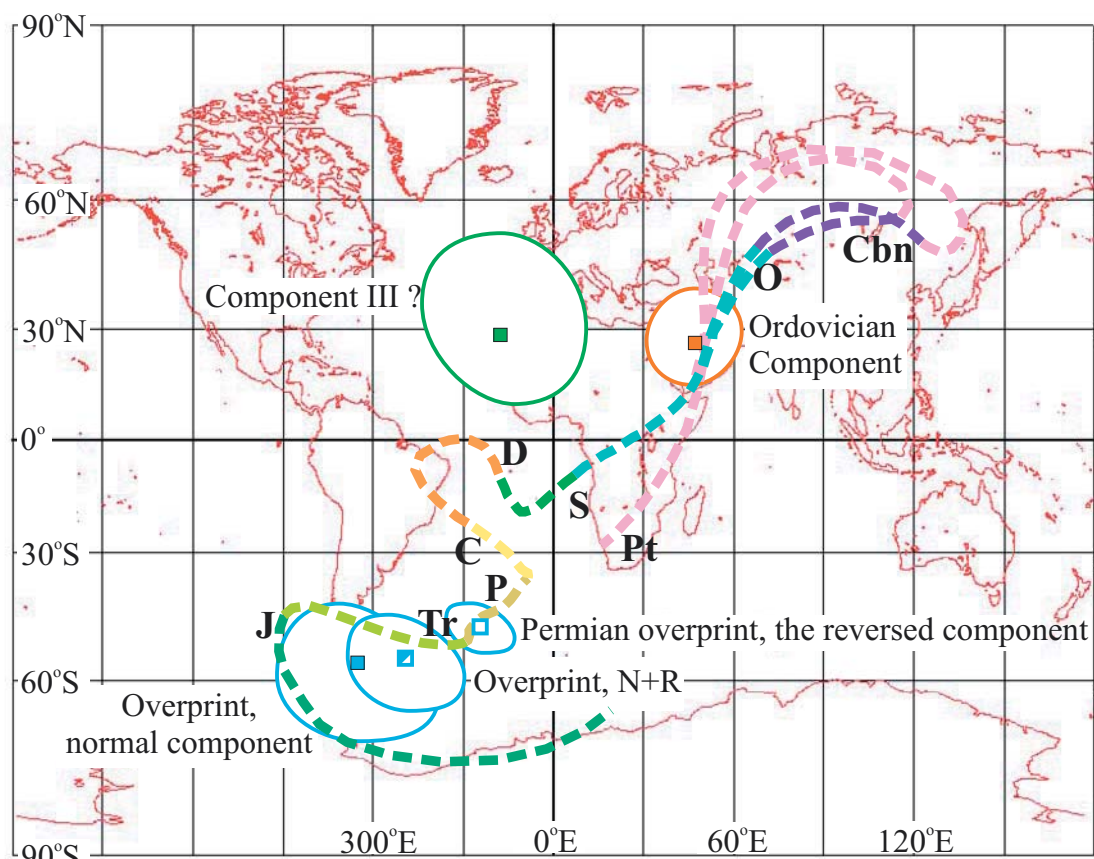 90°N
60°N
Cbn
O
Component III ?
30°N
Ordovician
Component
0°
D
S
30°S
C
Pt
P
J
Tr
Permian overprint, the reversed component
60°S
Overprint, N+R
Overprint,
normal component
300°E
0°E
60°E
120°E
90°S